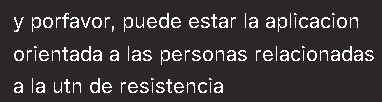 y porfavor, puede estar la aplicacion
orientada a las personas relacionadas
a la utn de resistencia